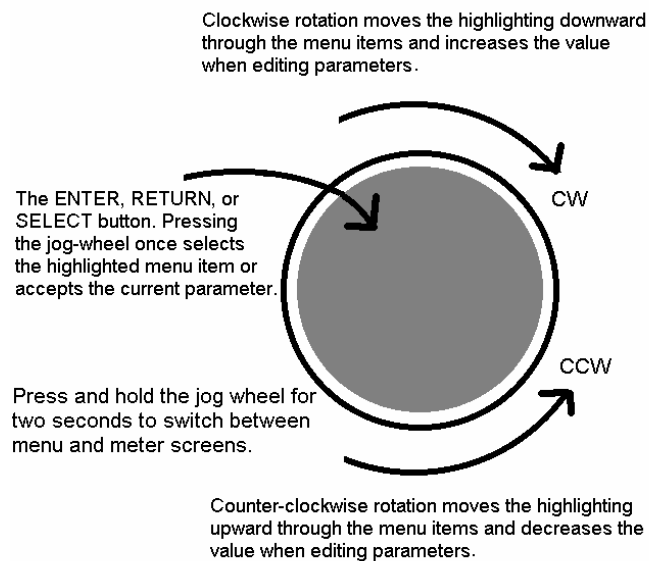 Clockwise rotation moves the highlighting downward
through the menu items and increases the value
when editing parameters.
CW
The ENTER, RETURN, or
SELECT button. Pressing
the jog-wheel once selects
the highlighted menu item or
accepts the current parameter.
CCW
Press and hold the jog wheel for
two seconds to switch between
menu and meter screens.
Counter-clockwise rotation moves the highlighting
upward through the menu items and decreases the
value when editing parameters.